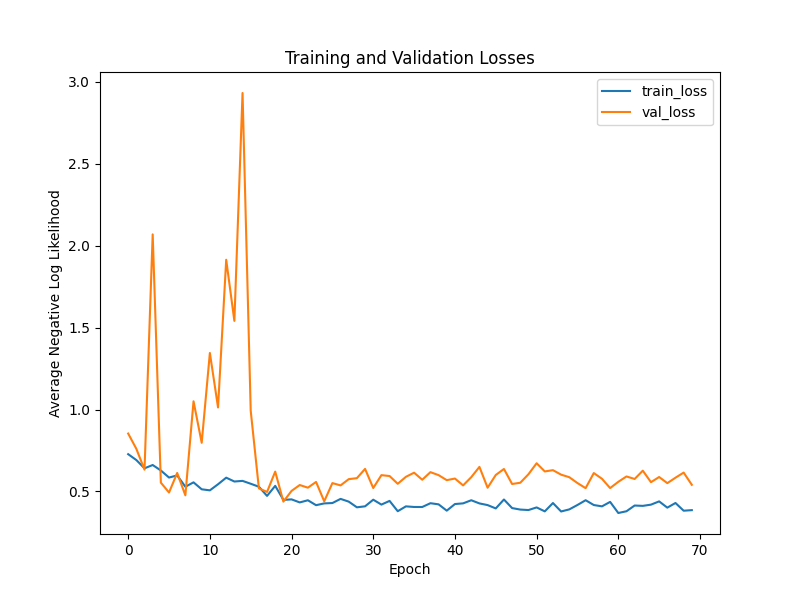 Training and Validation Losses
train_loss
val_loss
3.0
2.5
2.0
1.5
1.0
0.5
Average Negative Log Likelihood
0 10 20 30 40 50 60 70
Epoch